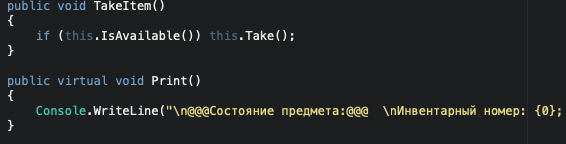 public void TakeItem()
{
if (this.IsAvailable()) this.Take();
}
public virtual void Print()
{
Console.WriteLine("\n@@@Состояние предмета:@@@  \nИнвентарный номер: {0};
}